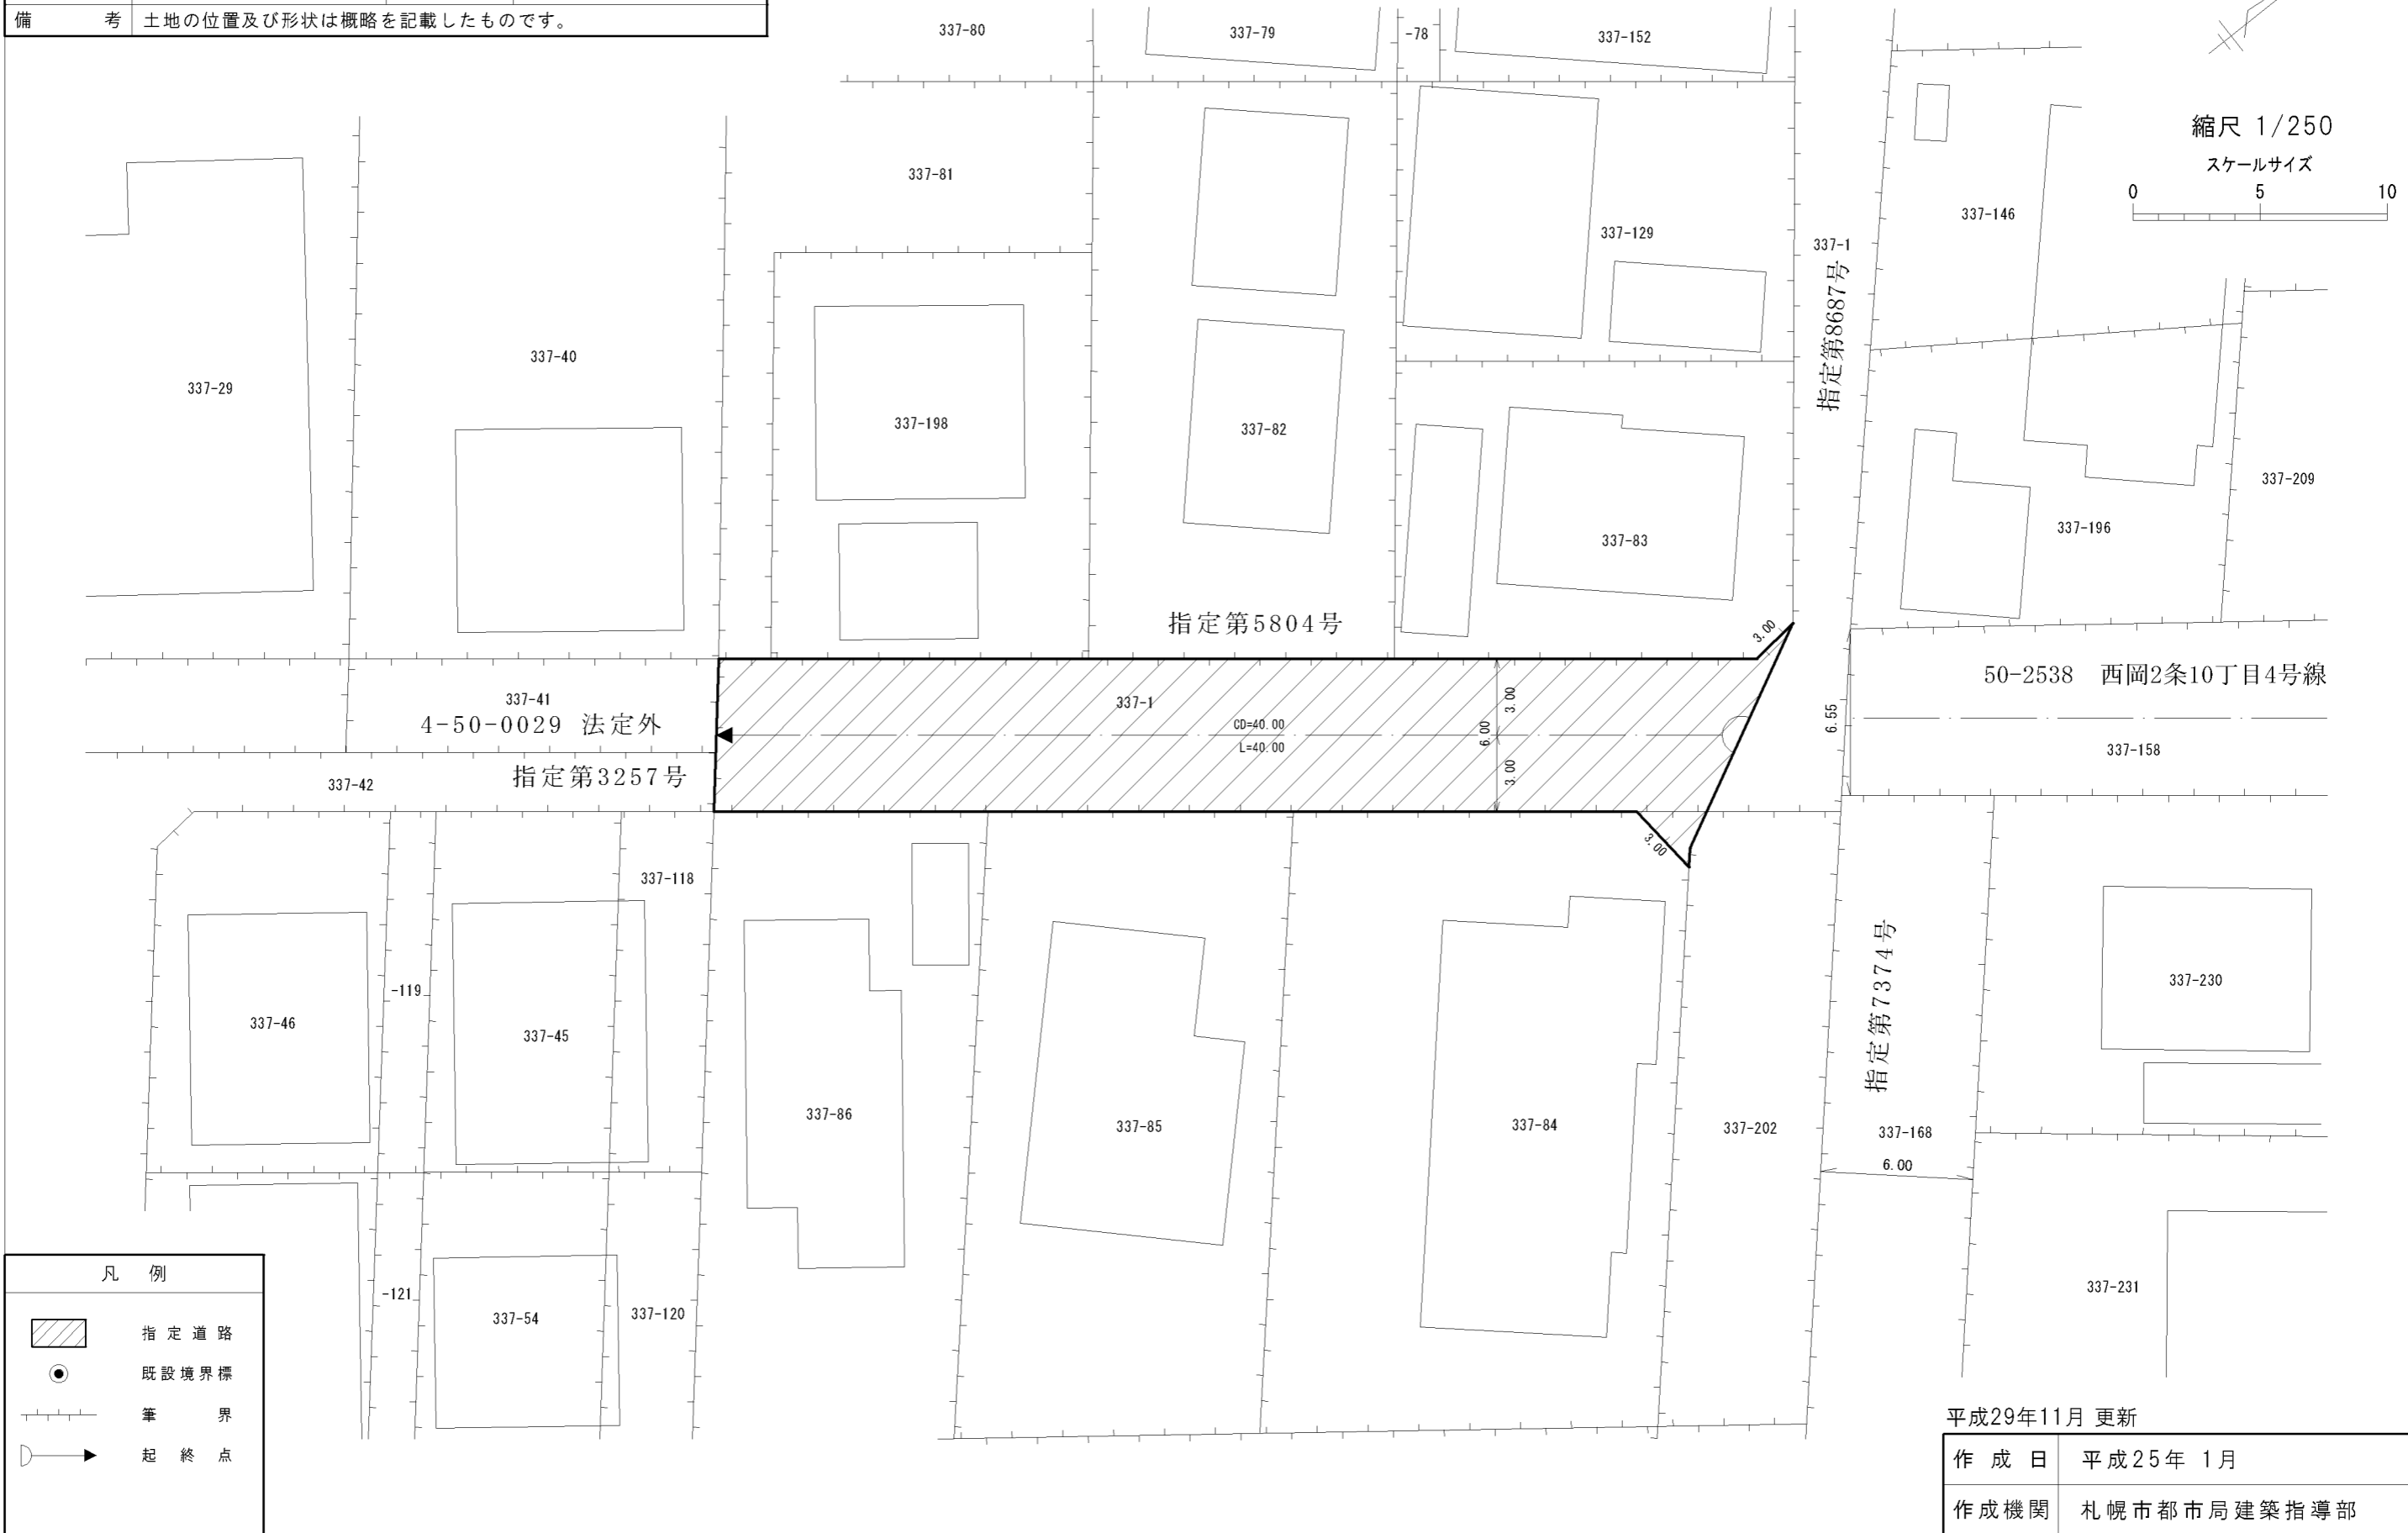 備 考 土地の位置及び形状は概略を記載したものです。
337-80
337-79
-78
337-152
縮尺 1/250
スケールサイズ
0 5 10
337-81
337-129
337-1
337-146
指定第8687号
337-29
337-40
337-198
337-82
337-83
337-209
337-196
指定第5804号
3.00
337-41
4-50-0029 法定外
337-1
3.00
CD=40.00
L=40.00
6.00
3.00
6.55
50-2538 西岡2条10丁目4号線
337-158
337-42
指定第3257号
3.00
337-118
-119
337-46
337-45
337-86
337-85
337-84
337-202
指定第7374号
337-168
6.00
337-230
337-231
-121
337-54
337-120
凡 例
指定道路
既設境界標
筆 界
起終点
平成29年11月 更新
作成日 平成25年 1月
作成機関 札幌市都市局建築指導部